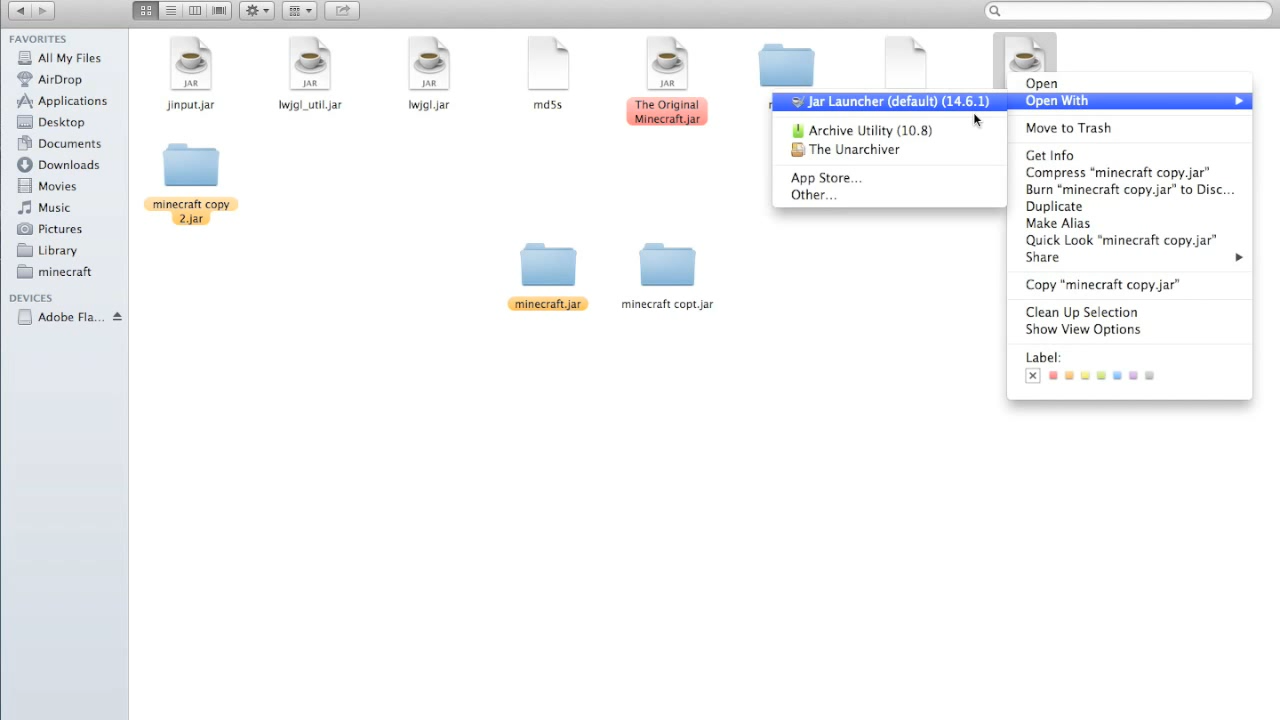 FAVORITES
All My Files
AirDrop
Applications
Desktop
Documents
Downloads
Movies
Music
Pictures
Library
minecraft
DEVICES
Adobe Fla...
JAR
jinput.jar
JAR
lwjgl_util.jar
JAR
lwjgl.jar
md5s
JAR
The Original
Minecraft.jar
minecraft copy
2.jar
minecraft.jar
minecraft copt.jar
Jar Launcher (default) (14.6.1)
Archive Utility (10.8)
The Unarchiver
App Store...
Other...
Open
Open With
Move to Trash
Get Info
Compress “minecraft copy.jar”
Burn “minecraft copy.jar” to Disc...
Duplicate
Make Alias
Quick Look “minecraft copy.jar”
Share
Copy “minecraft copy.jar”
Clean Up Selection
Show View Options
Label: